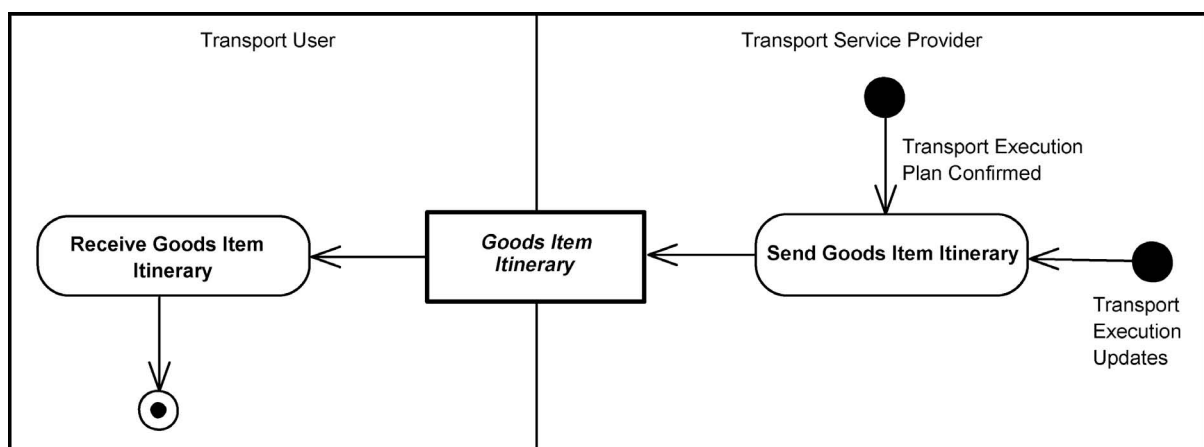 Transport User
Transport Service Provider
Transport Execution
Plan Confirmed
Receive Goods Item
Itinerary
Goods Item
Itinerary
Send Goods Item Itinerary
Transport
Execution
Updates